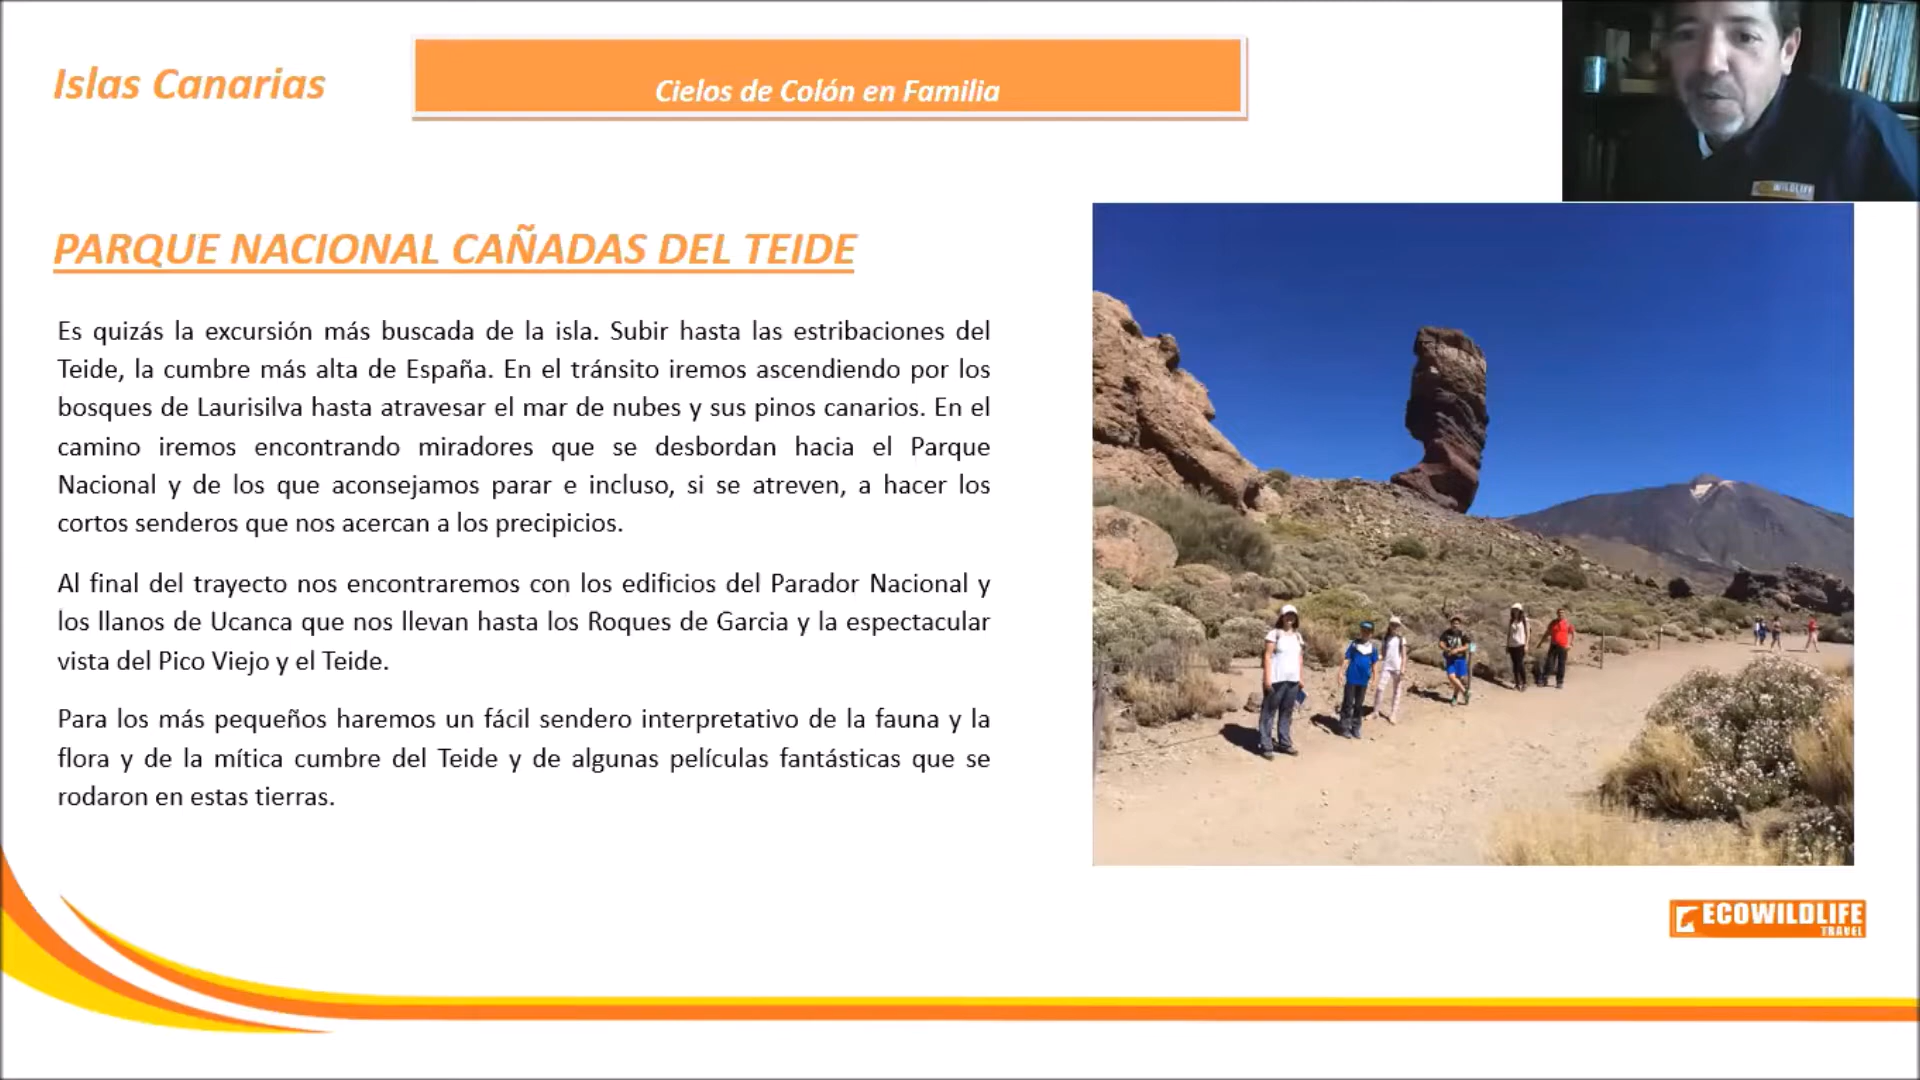 Islas Canarias
Cielos de Colón en Familia
WILDLIFE
PARQUE NACIONAL CAÑADAS DEL TEIDE
Es quizás la excursión más buscada de la isla. Subir hasta las estribaciones del
Teide, la cumbre más alta de España. En el tránsito iremos ascendiendo por los
bosques de Laurisilva hasta atravesar el mar de nubes y sus pinos canarios. En el
camino iremos encontrando miradores que se desbordan hacia el Parque
Nacional y de los que aconsejamos parar e incluso, si se atreven, a hacer los
cortos senderos que nos acercan a los precipicios.
Al final del trayecto nos encontraremos con los edificios del Parador Nacional y
los llanos de Ucanca que nos llevan hasta los Roques de Garcia y la espectacular
vista del Pico Viejo y el Teide.
Para los más pequeños haremos un fácil sendero interpretativo de la fauna y la
flora y de la mítica cumbre del Teide y de algunas películas fantásticas que se
rodaron en estas tierras.
ECOWILDLIFE
TRAVEL